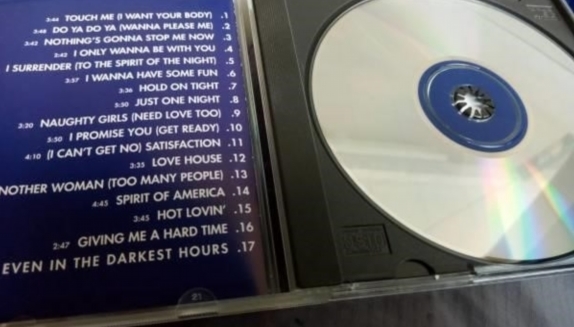 3:44 TOUCH ME (I WANT YOUR BODY) .1
3:48 DO YA DO YA (WANNA PLEASE ME) .2
3:43 NOTHING'S GONNA STOP ME NOW .3
3:45 I ONLY WANNA BE WITH YOU .4
I SURRENDER (TO THE SPIRIT OF THE NIGHT) .5
3:57 I WANNA HAVE SOME FUN .6
3:36 HOLD ON TIGHT .7
3:30 JUST ONE NIGHT .8
3:20 NAUGHTY GIRLS (NEED LOVE TOO) .9
3:50 I PROMISE YOU (GET READY) .10
4:10 (I CAN'T GET NO) SATISFACTION .11
3:35 LOVE HOUSE .12
NOTHER WOMAN (TOO MANY PEOPLE) .13
4:45 SPIRIT OF AMERICA .14
3:45 HOT LOVIN' .15
2:47 GIVING ME A HARD TIME .16
EVEN IN THE DARKEST HOURS .17